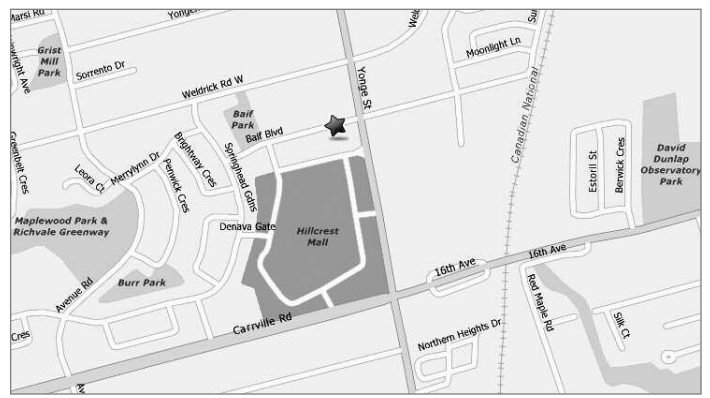 Marsi Rd
Yonge
Grist
Mill
Park
Sorrento Dr
Weldrick Rd W
Yonge St
Moonlight Ln
Canadian National
Baif
Park
Baif Blvd
Greenbelt Cres
Leora Ct
Merrylynn Dr
Brightway Cres
Penwick Cres
Springhead Gdns
Estoril St
Berwick Cres
David
Dunlap
Observatory
Park
Maplewood Park &
Richvale Greenway
Denava Gate
Hillcrest
Mall
16th Ave
16th Ave
Burr Park
Avenue Rd
Carrville Rd
Red Maple Rd
Silk Ct
Northern Heights Dr
Cres
Av